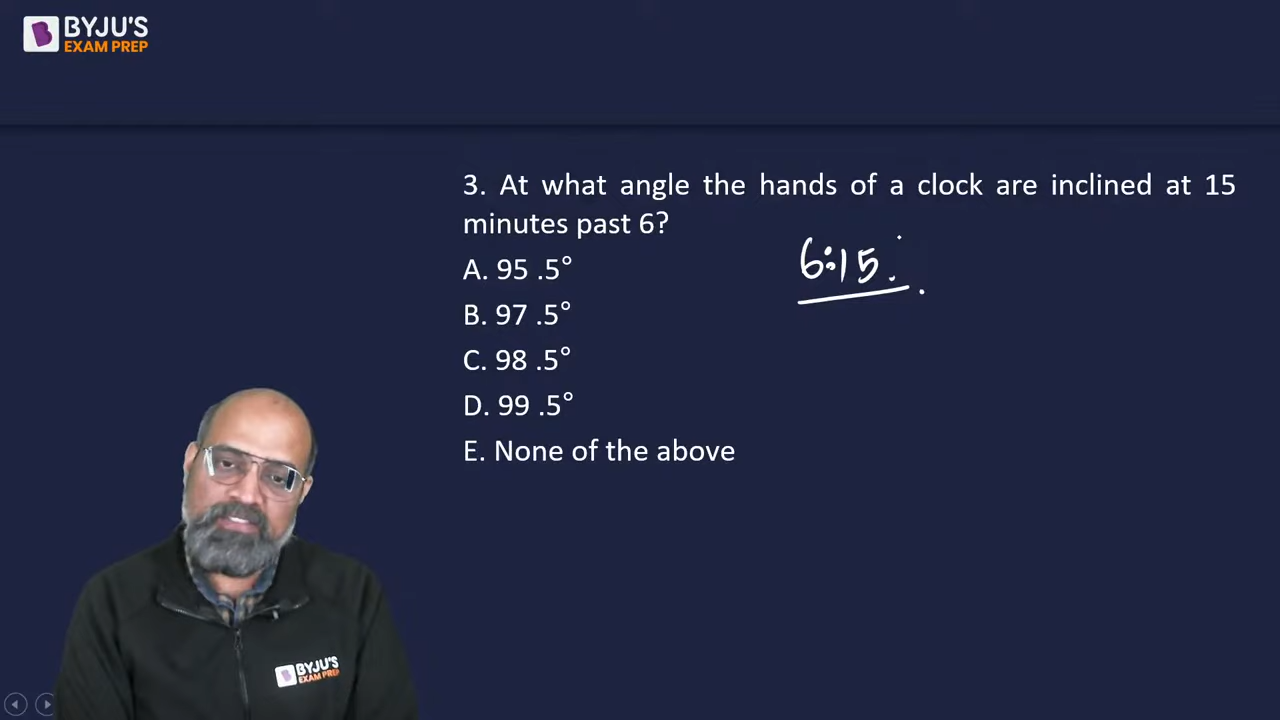 BYJU'S
EXAM PREP
3. At what angle the hands of a clock are inclined at 15
minutes past 6?
6:15
A. 95 .5°
B. 97 .5°
C. 98 .5°
D. 99 .5°
E. None of the above
BYJU'S
EXAM PREP